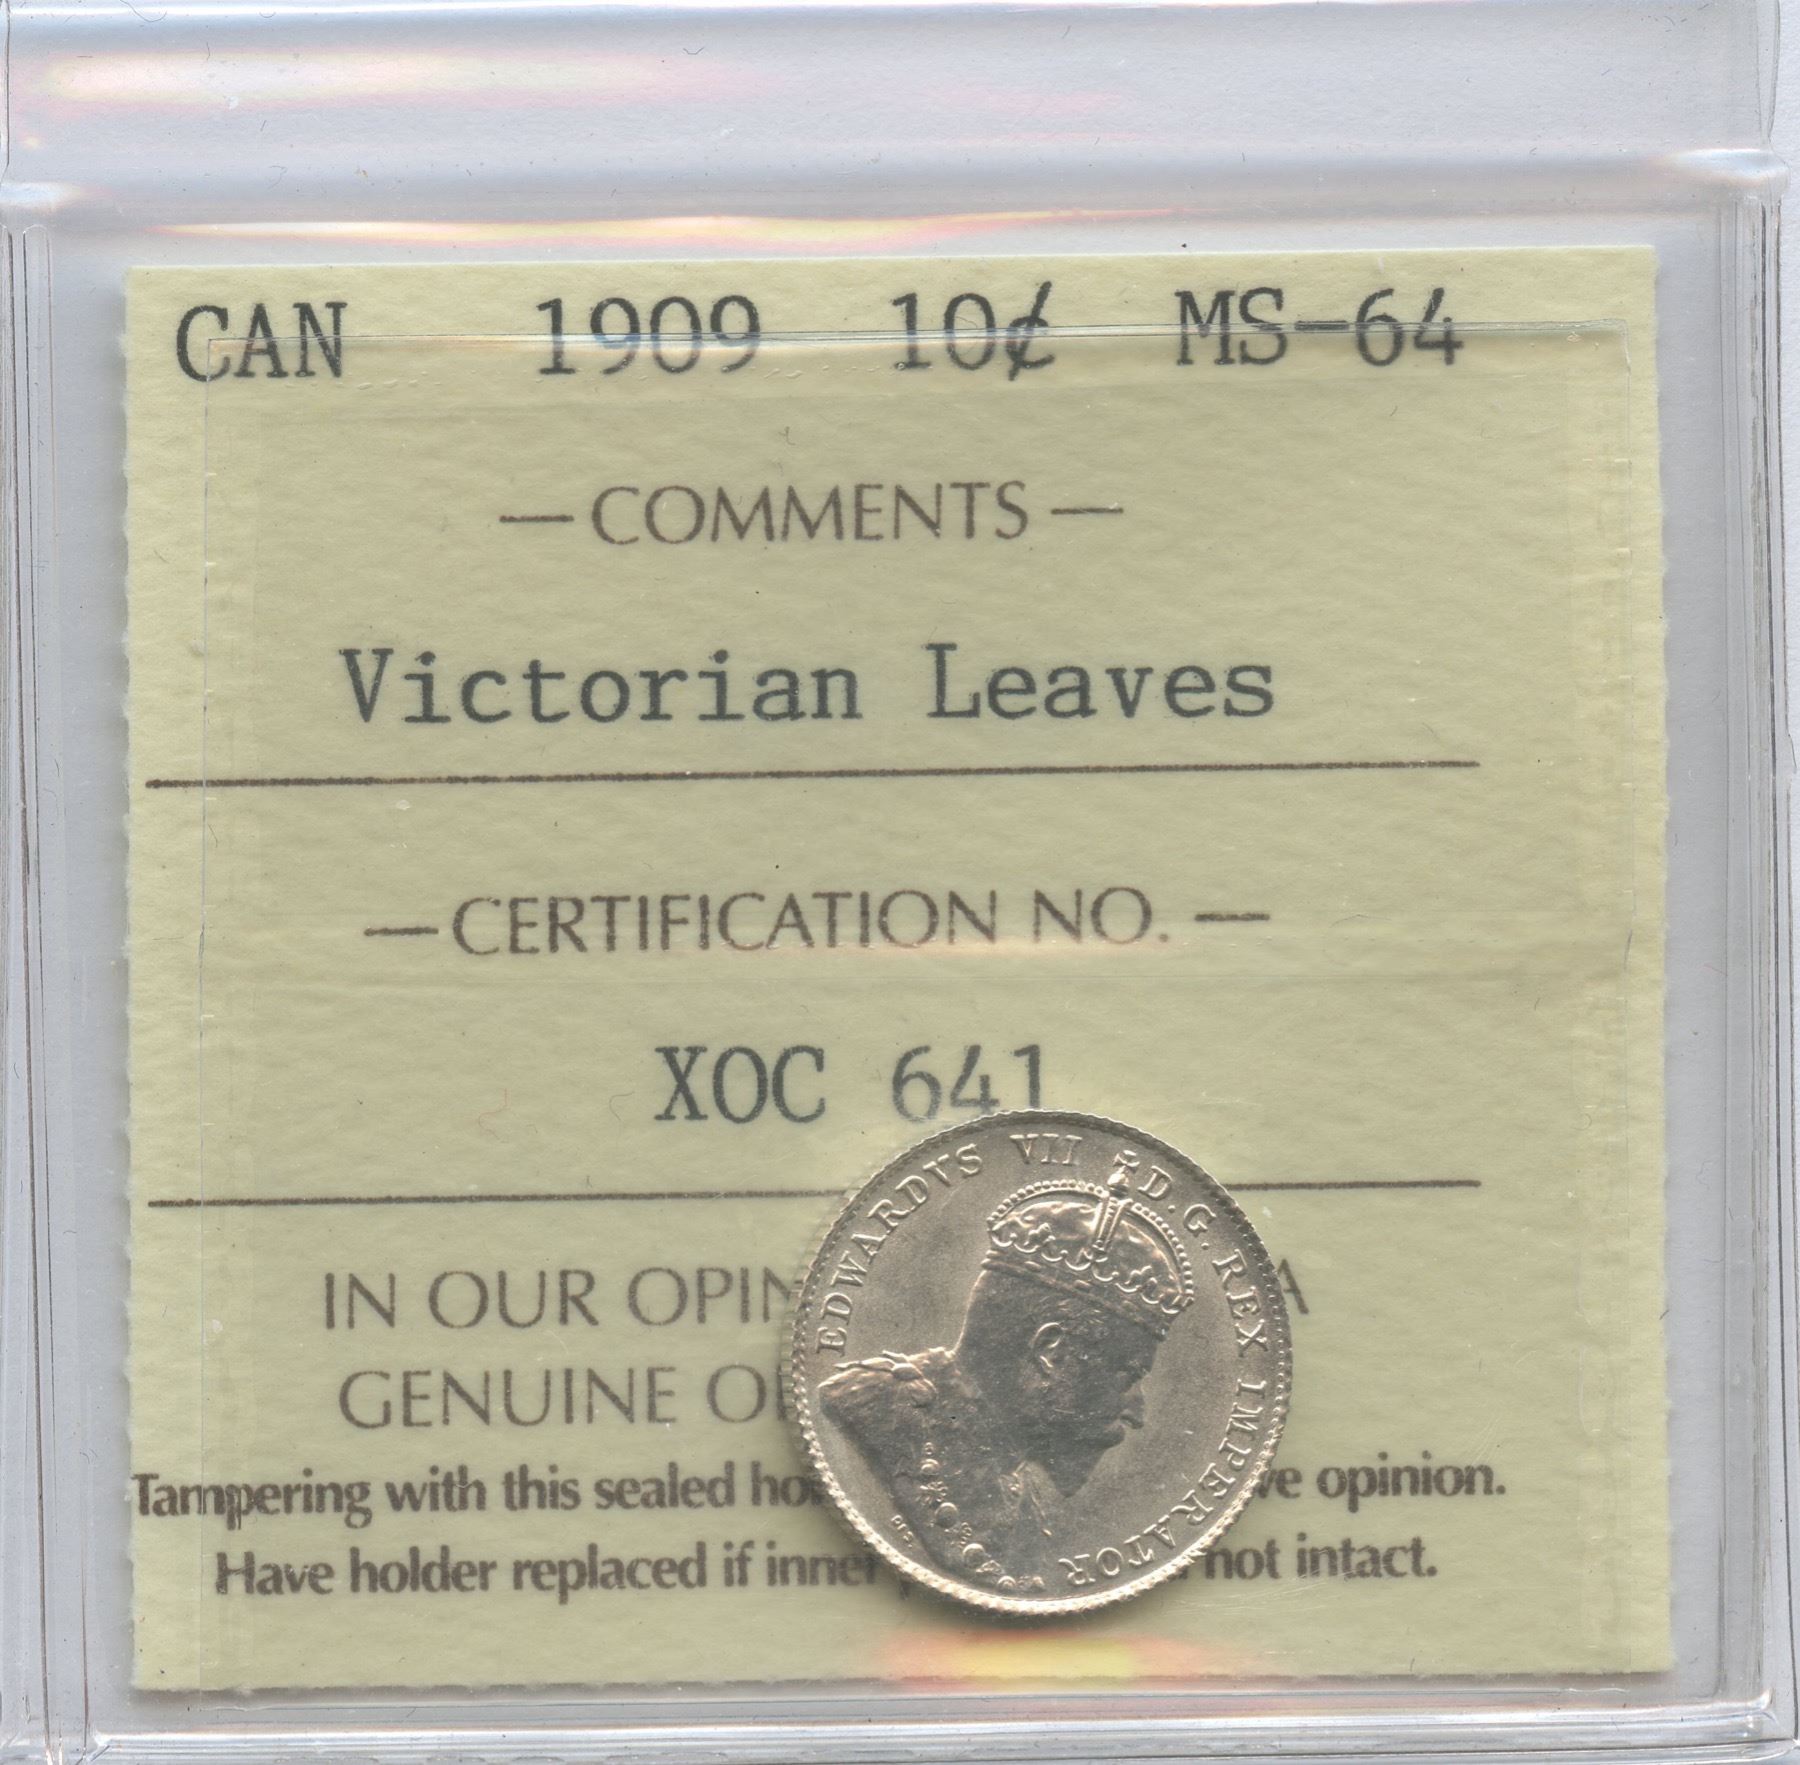 CAN 1909 10¢ MS-64
— COMMENTS —
Victorian Leaves
— CERTIFICATION NO. —
XOC 641
EDWARDVS VII D.G. REX IMPERATOR
IN OUR OPIN A
GENUINE O
Tampering with this sealed ho ve opinion.
Have holder replaced if inner not intact.